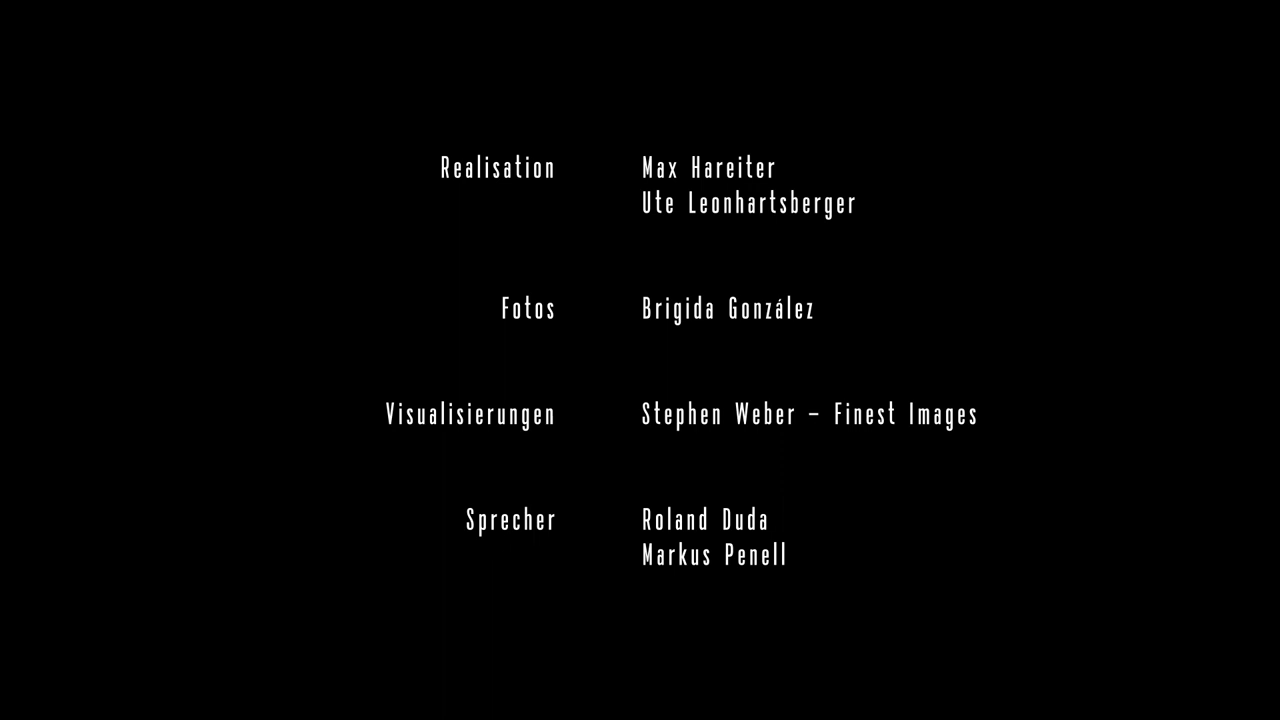 Realisation Max Hareiter
Ute Leonhartsberger
Fotos Brigida González
Visualisierungen Stephen Weber – Finest Images
Sprecher Roland Duda
Markus Penell